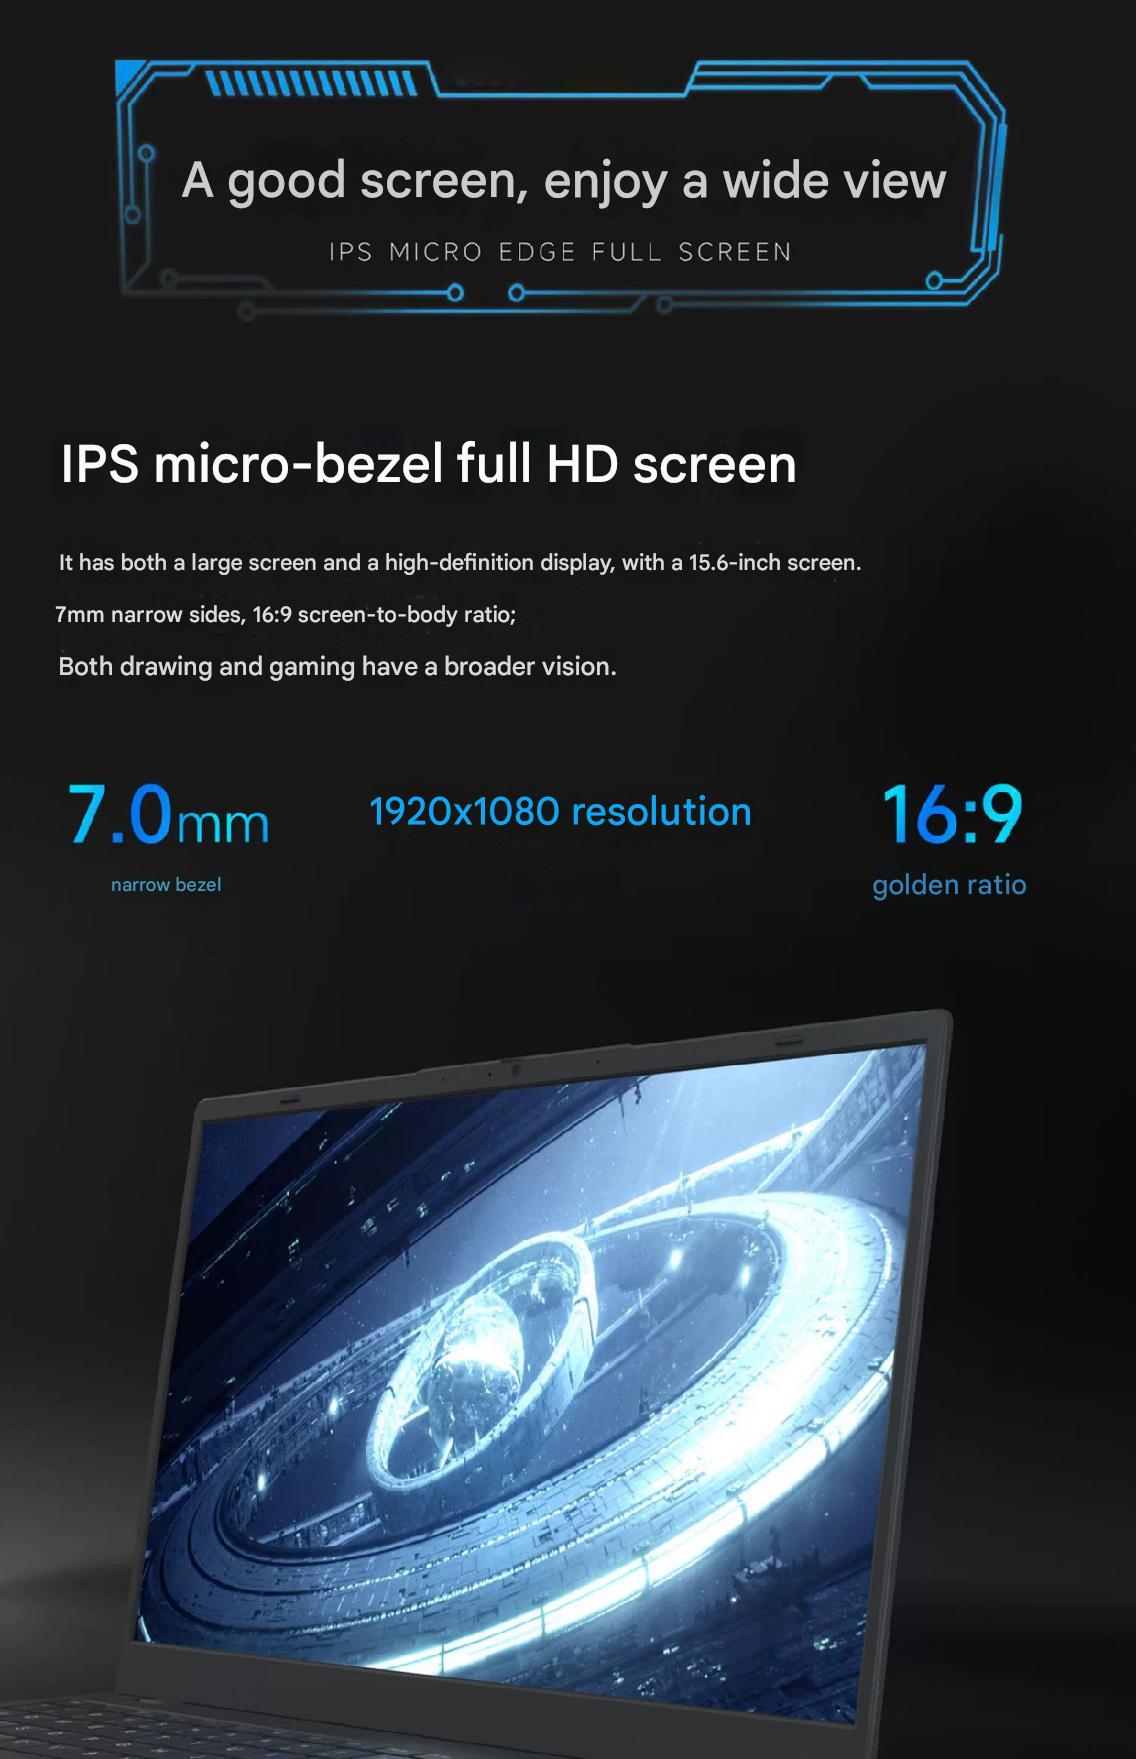 A good screen, enjoy a wide view
IPS MICRO EDGE FULL SCREEN
IPS micro-bezel full HD screen
It has both a large screen and a high-definition display, with a 15.6-inch screen.
7mm narrow sides, 16:9 screen-to-body ratio;
Both drawing and gaming have a broader vision.
7.0mm
narrow bezel
1920x1080 resolution
16:9
golden ratio